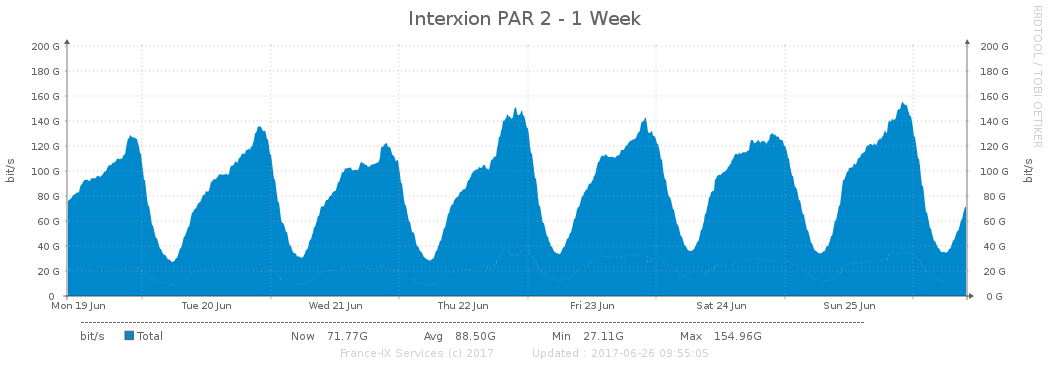 Interxion PAR 2 - 1 Week
RRDTOOL / TOBI OETIKER
200 G 200 G
180 G 180 G
160 G 160 G
140 G 140 G
120 G 120 G
100 G 100 G
80 G 80 G
60 G 60 G
40 G 40 G
20 G 20 G
0 0 G
bit/s
bit/s
Mon 19 Jun Tue 20 Jun Wed 21 Jun Thu 22 Jun Fri 23 Jun Sat 24 Jun Sun 25 Jun
bit/s Total Now 71.77G Avg 88.50G Min 27.11G Max 154.96G
France-IX Services (c) 2017 Updated : 2017-06-26 09:55:05